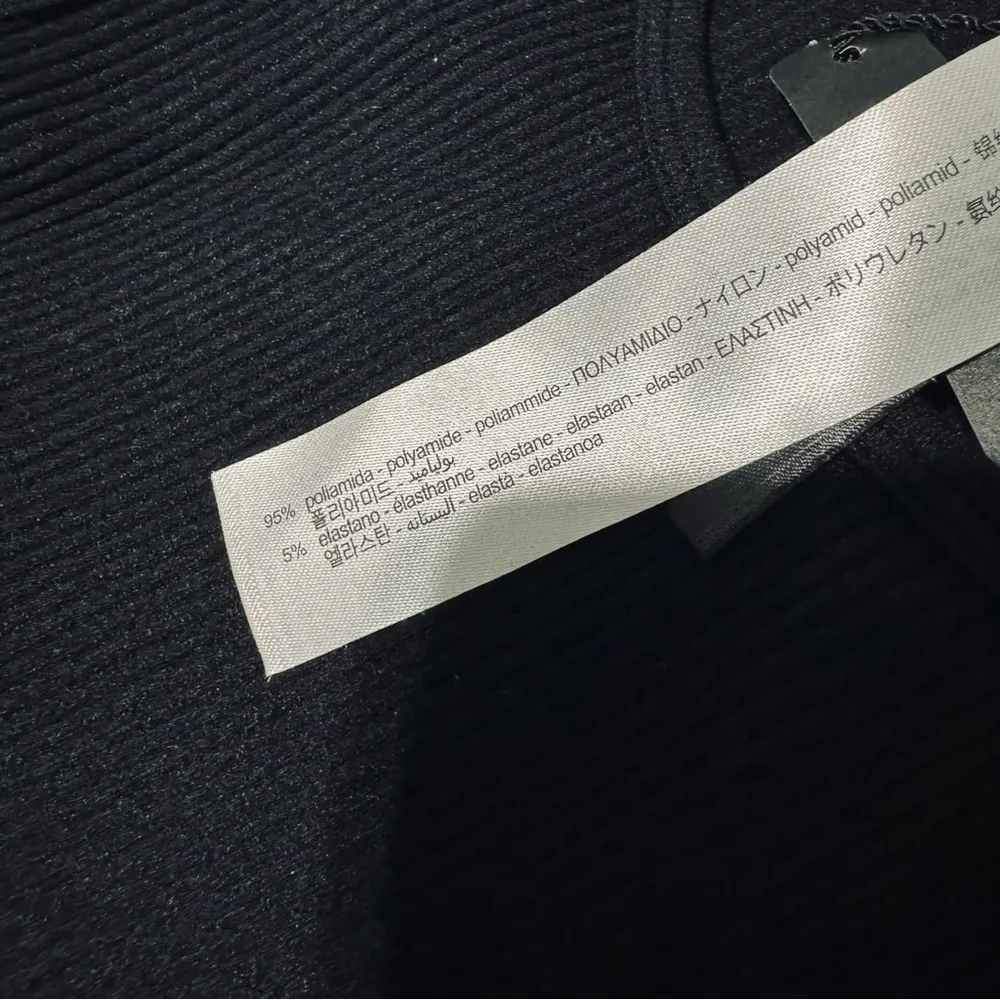 95% poliamida - polyamide - poliammide - ΠΟΛΥΑΜΙΔΙΟ - ナイロン - polyamid - poliamid - 锦
폴리아미드 - بولياميد
5% elastano - élasthanne - elastane - elastaan - elastan - ΕΛΑΣΤΙΝΗ - ポリウレタン - 氨纶
엘라스탄 - الستانه - elastà - elastanoa